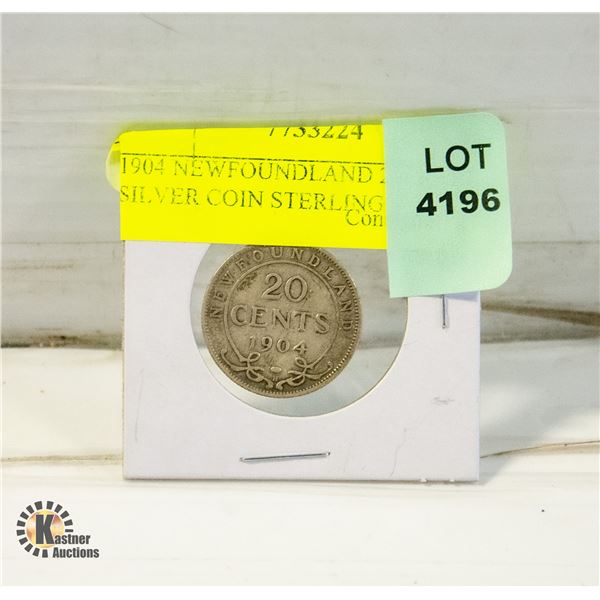 7733224
1904 NEWFOUNDLAND 2
SILVER COIN STERLING
Con
LOT
4196
NEWFOUNDLAND
20
CENTS
1904
Kastner
Auctions